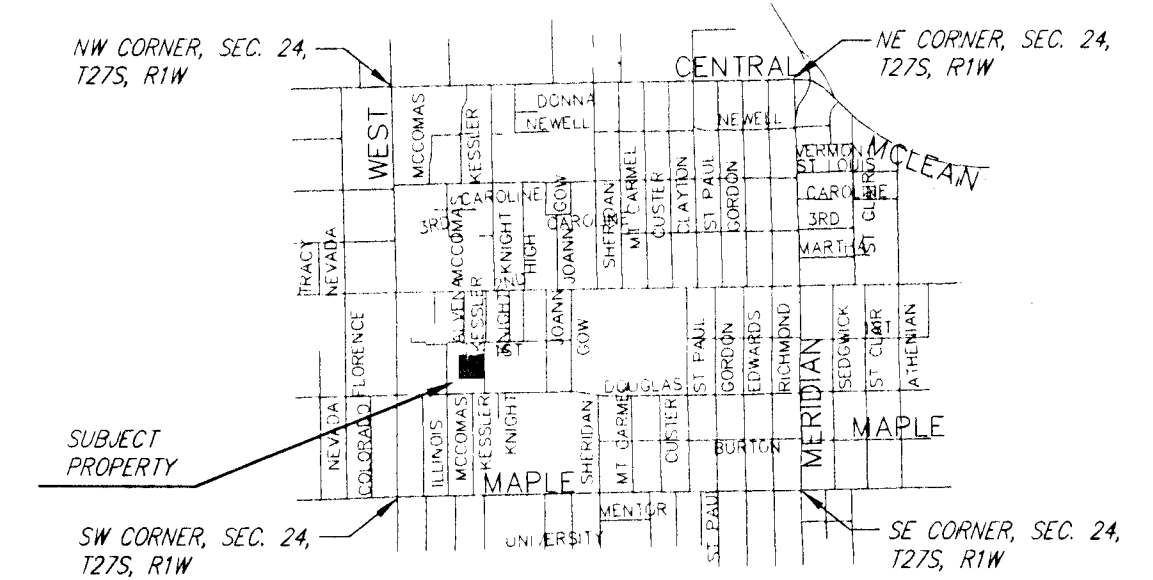 NW CORNER, SEC. 24,
T27S, R1W
NE CORNER, SEC. 24,
T27S, R1W
CENTRAL
WEST
MCCOMAS
KESSLER
DONNA
NEWELL
NEWELL
VERMON
ST LOUIS
MCLEAN
CAROLINE
3RD
MARTHA
ST CLAIR
CAROLINE
3RD
GOW
MCCOMAS
KNIGHT
HIGH
JOANN
SHERIDAN
MT CARMEL
CUSTER
CLAYTON
ST PAUL
GORDON
TRACY
NEVADA
FLORENCE
KESSLER
JOANN
GOW
ST PAUL
GORDON
EDWARDS
RICHMOND
MERIDIAN
SEDGWICK
ST CLAIR
ATHENIAN
DOUGLAS
NEVADA
COLORADO
ILLINOIS
MCCOMAS
KESSLER
KNIGHT
SHERIDAN
MT CARMEL
CUSTER
BURTON
MAPLE
SUBJECT
PROPERTY
MAPLE
MENTOR
ST PAUL
UNIVERSITY
SW CORNER, SEC. 24,
T27S, R1W
SE CORNER, SEC. 24,
T27S, R1W